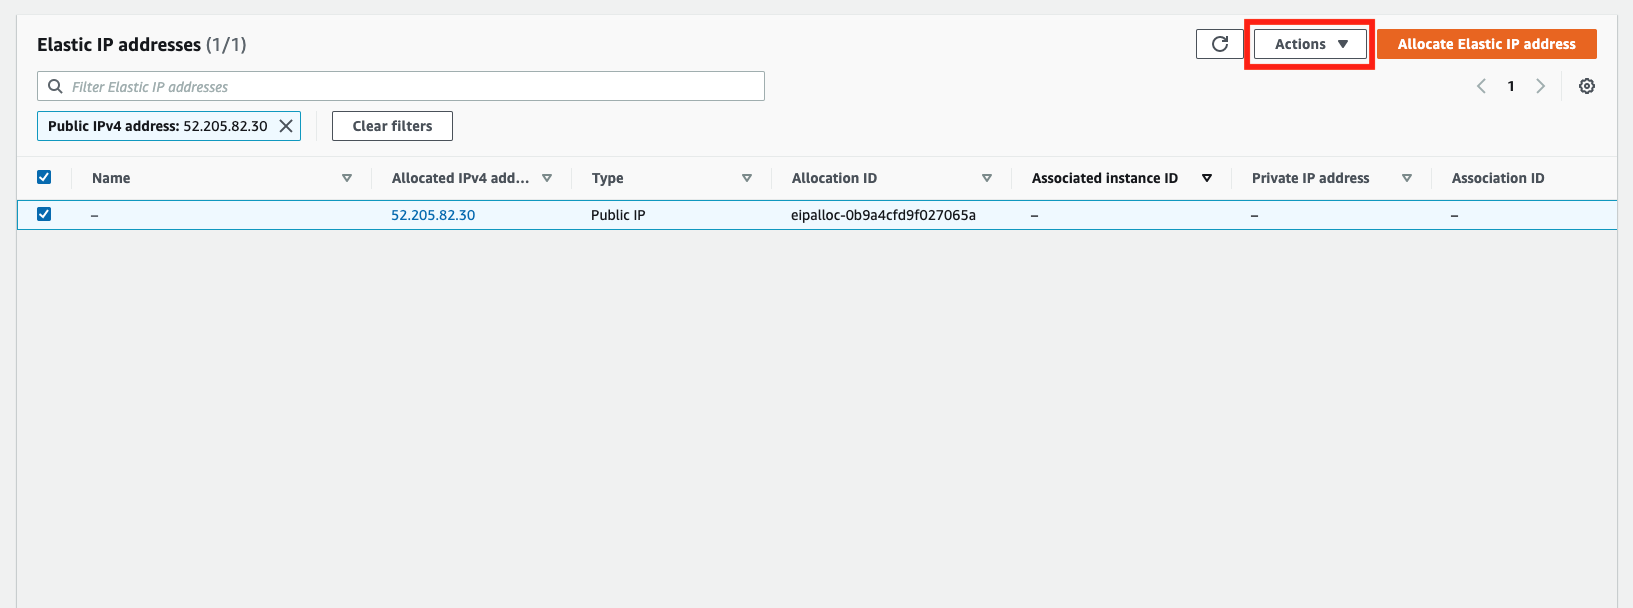 Elastic IP addresses (1/1)
Actions
Allocate Elastic IP address
Filter Elastic IP addresses
1
Public IPv4 address: 52.205.82.30
Clear filters
Name Allocated IPv4 add... Type Allocation ID Associated instance ID Private IP address Association ID
– 52.205.82.30 Public IP eipalloc-0b9a4cfd9f027065a – – –